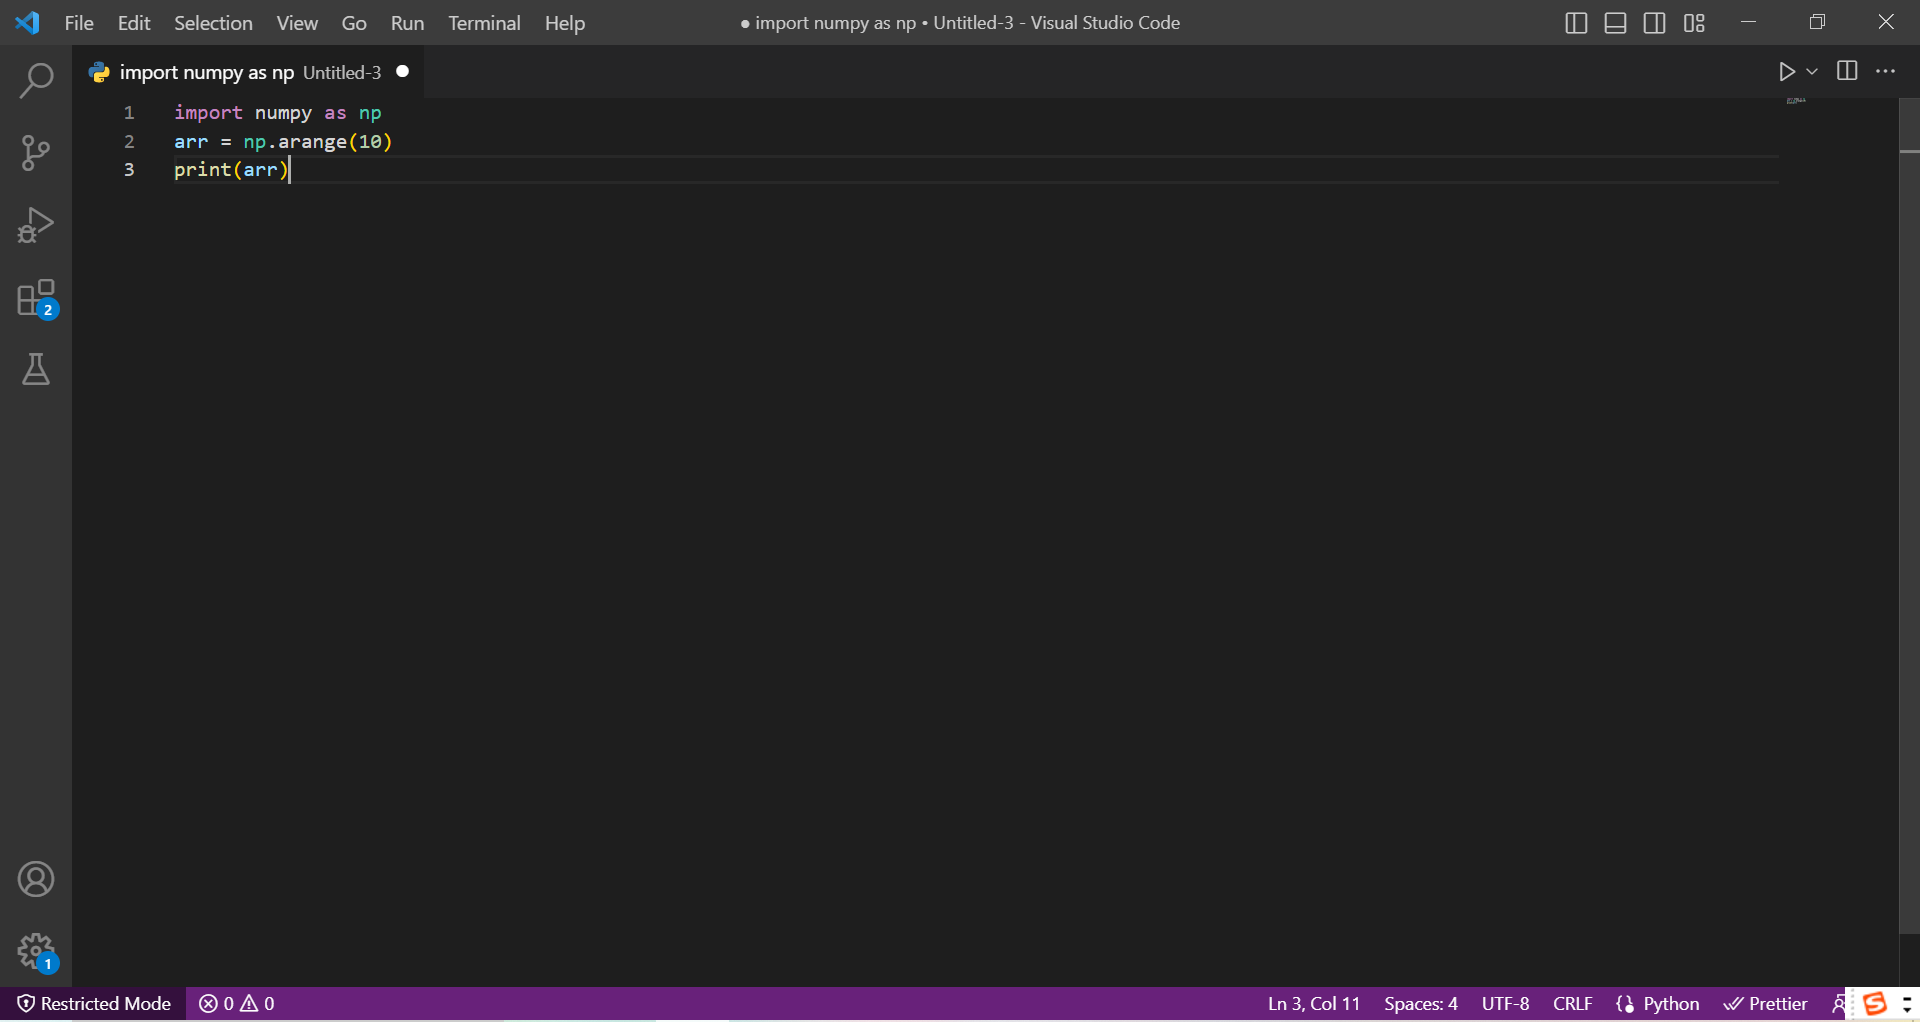 File Edit Selection View Go Run Terminal Help ● import numpy as np • Untitled-3 - Visual Studio Code
import numpy as np Untitled-3
1 import numpy as np
2 arr = np.arange(10)
3 print(arr)
2
1
Restricted Mode 0 0 Ln 3, Col 11 Spaces: 4 UTF-8 CRLF Python Prettier